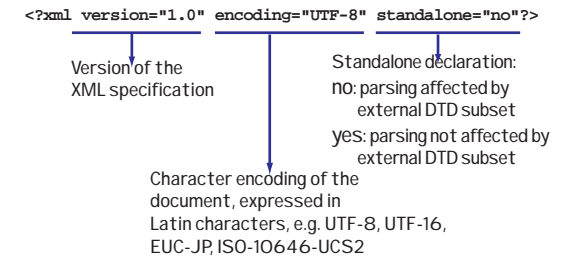 <?xml version="1.0" encoding="UTF-8" standalone="no"?>
Version of the
XML specification
Standalone declaration:
no: parsing affected by
external DTD subset
yes: parsing not affected by
external DTD subset
Character encoding of the
document, expressed in
Latin characters, e.g. UTF-8, UTF-16,
EUC-JP, ISO-10646-UCS2